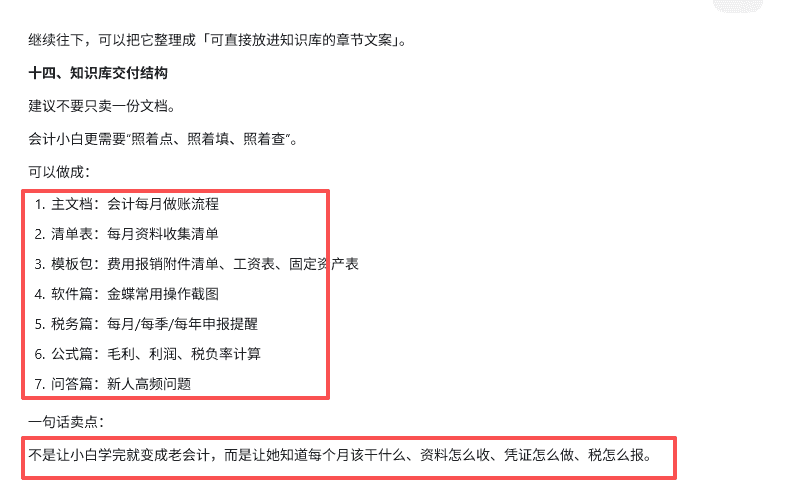 继续往下，可以把它整理成「可直接放进知识库的章节文案」。
十四、知识库交付结构
建议不要只卖一份文档。
会计小白更需要“照着点、照着填、照着查”。
可以做成：
1. 主文档：会计每月做账流程
2. 清单表：每月资料收集清单
3. 模板包：费用报销附件清单、工资表、固定资产表
4. 软件篇：金蝶常用操作截图
5. 税务篇：每月/每季/每年申报提醒
6. 公式篇：毛利、利润、税负率计算
7. 问答篇：新人高频问题
一句话卖点：
不是让小白学完就变成老会计，而是让她知道每个月该干什么、资料怎么收、凭证怎么做、税怎么报。